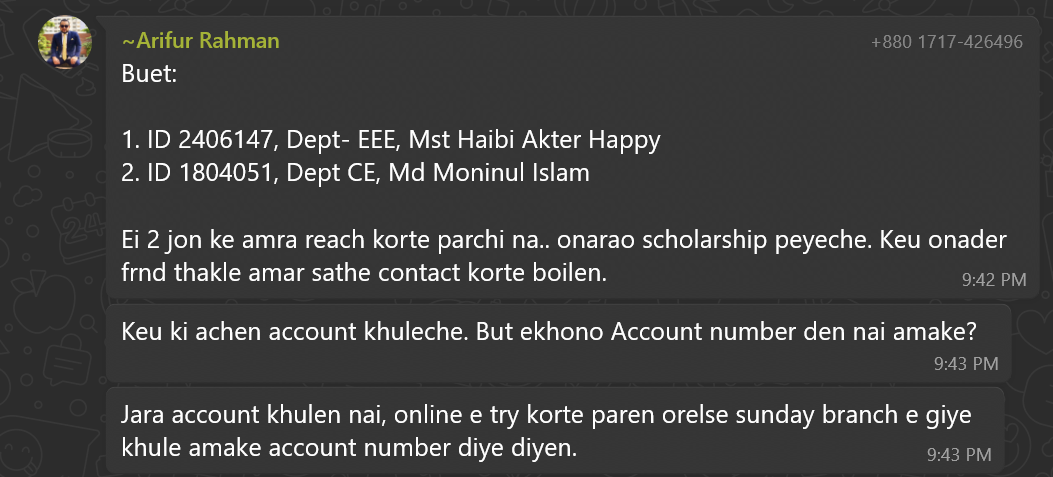 ~Arifur Rahman
+880 1717-426496
Buet:
1. ID 2406147, Dept- EEE, Mst Haibi Akter Happy
2. ID 1804051, Dept CE, Md Moninul Islam
Ei 2 jon ke amra reach korte parchi na.. onarao scholarship peyeche. Keu onader
frnd thakle amar sathe contact korte boilen.
9:42 PM
Keu ki achen account khuleche. But ekhono Account number den nai amake?
9:43 PM
Jara account khulen nai, online e try korte paren orelse sunday branch e giye
khule amake account number diye diyen.
9:43 PM